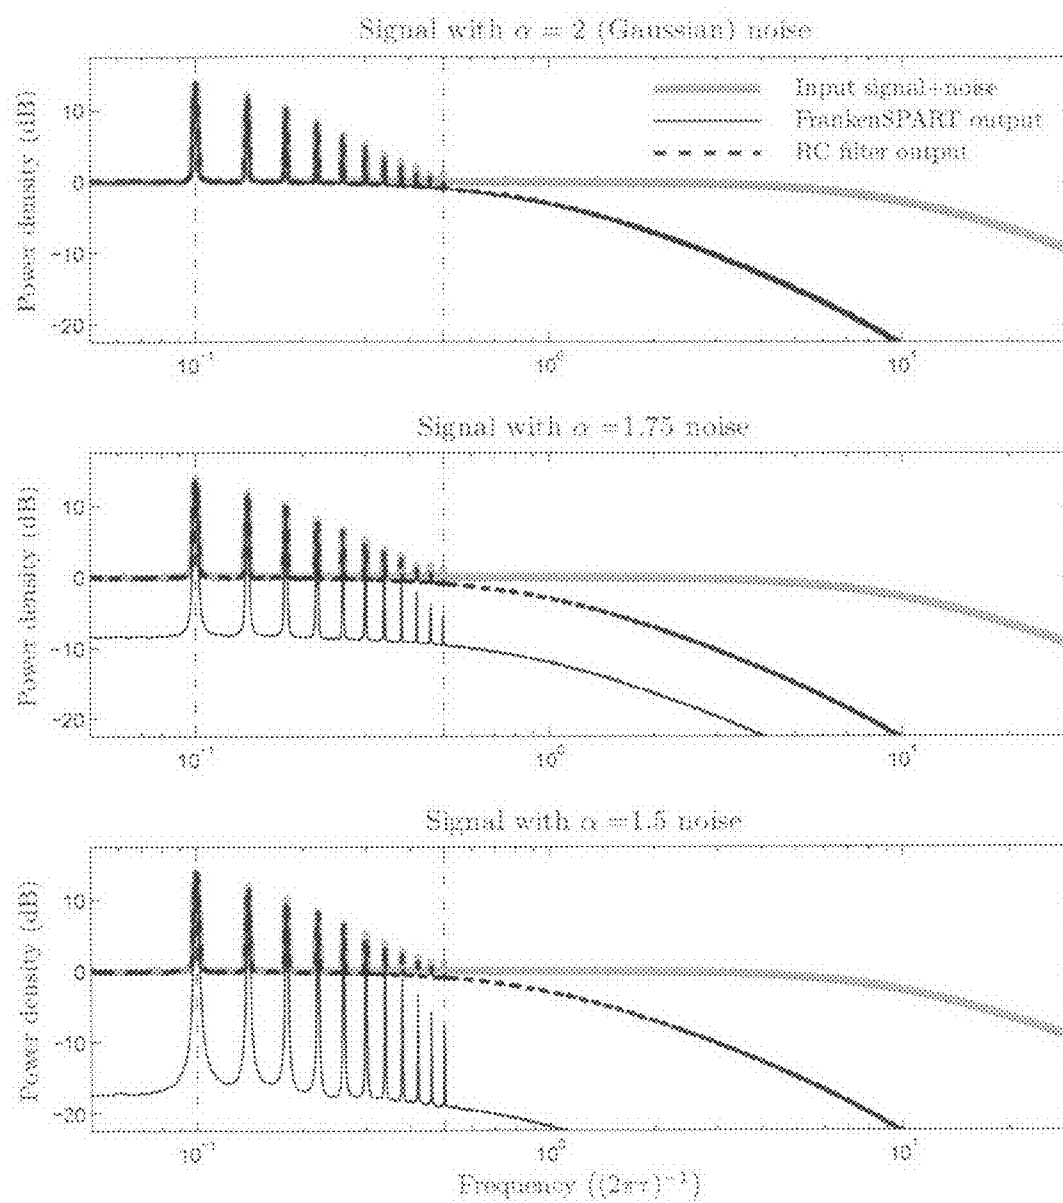 Signal with α = 2 (Gaussian) noise
Power density (dB)
10
0
−10
−20
Input signal+noise
FrankenSPART output
RC filter output
10⁻¹
10⁰
10¹
Signal with α =1.75 noise
Power density (dB)
10
0
−10
−20
10⁻¹
10⁰
10¹
Signal with α =1.5 noise
Power density (dB)
10
0
−10
−20
10⁻¹
10⁰
10¹
Frequency ((2πτ)⁻¹)